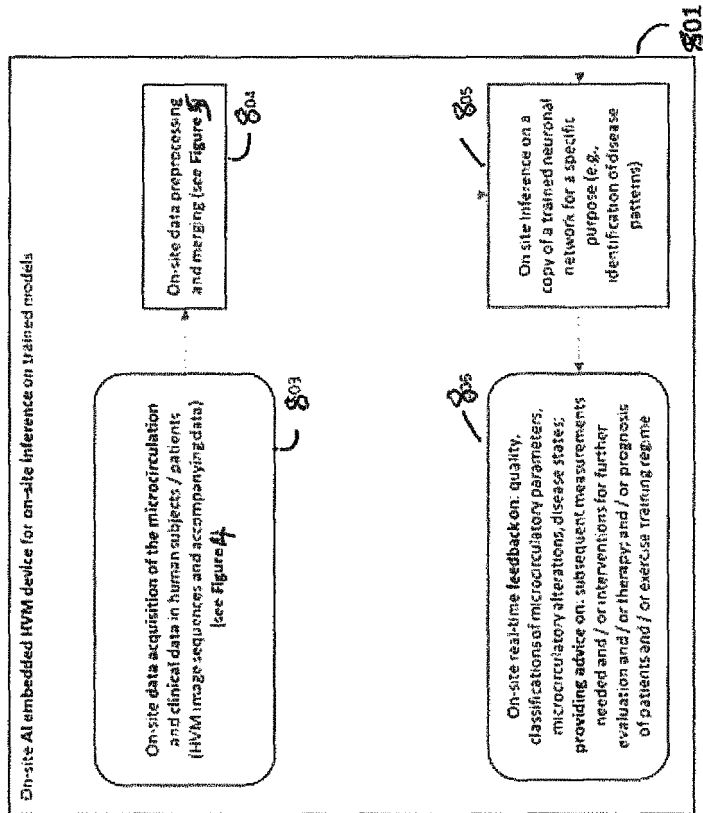 On-site AI embedded HVM device for on-site inference on trained models
On-site data acquisition of the microcirculation
and clinical data in human subjects / patients
(HVM image sequences and accompanying data)
(see Figure 4)
803
On-site data preprocessing
and merging (see Figure 5)
804
On site inference on a
copy of a trained neuronal
network for a specific
purpose (e.g.,
identification of disease
patterns)
805
On-site real-time feedback on: quality,
classifications of microcirculatory parameters,
microcirculatory alterations, disease states;
providing advice on: subsequent measurements
needed and / or interventions for further
evaluation and / or therapy; and / or prognosis
of patients and / or exercise training regime
806
801